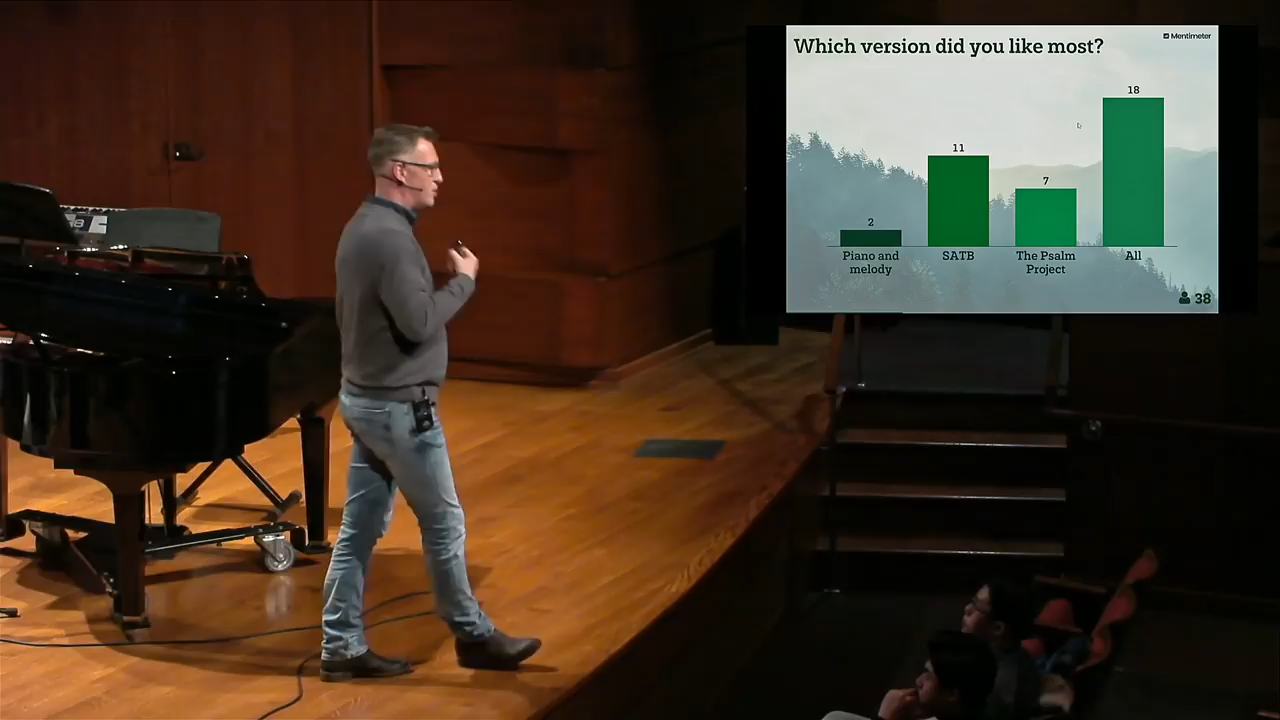 Which version did you like most?
Mentimeter
18
11
7
2
Piano and
melody
SATB
The Psalm
Project
All
38